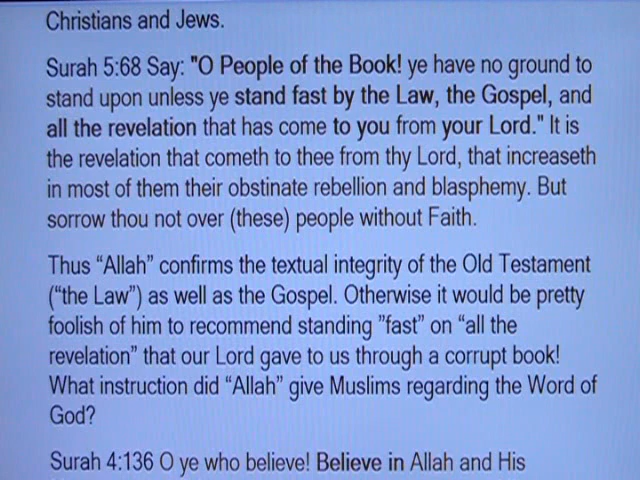 Christians and Jews.
Surah 5:68 Say: "O People of the Book! ye have no ground to
stand upon unless ye stand fast by the Law, the Gospel, and
all the revelation that has come to you from your Lord." It is
the revelation that cometh to thee from thy Lord, that increaseth
in most of them their obstinate rebellion and blasphemy. But
sorrow thou not over (these) people without Faith.
Thus “Allah” confirms the textual integrity of the Old Testament
(“the Law”) as well as the Gospel. Otherwise it would be pretty
foolish of him to recommend standing ”fast” on “all the
revelation” that our Lord gave to us through a corrupt book!
What instruction did “Allah” give Muslims regarding the Word of
God?
Surah 4:136 O ye who believe! Believe in Allah and His